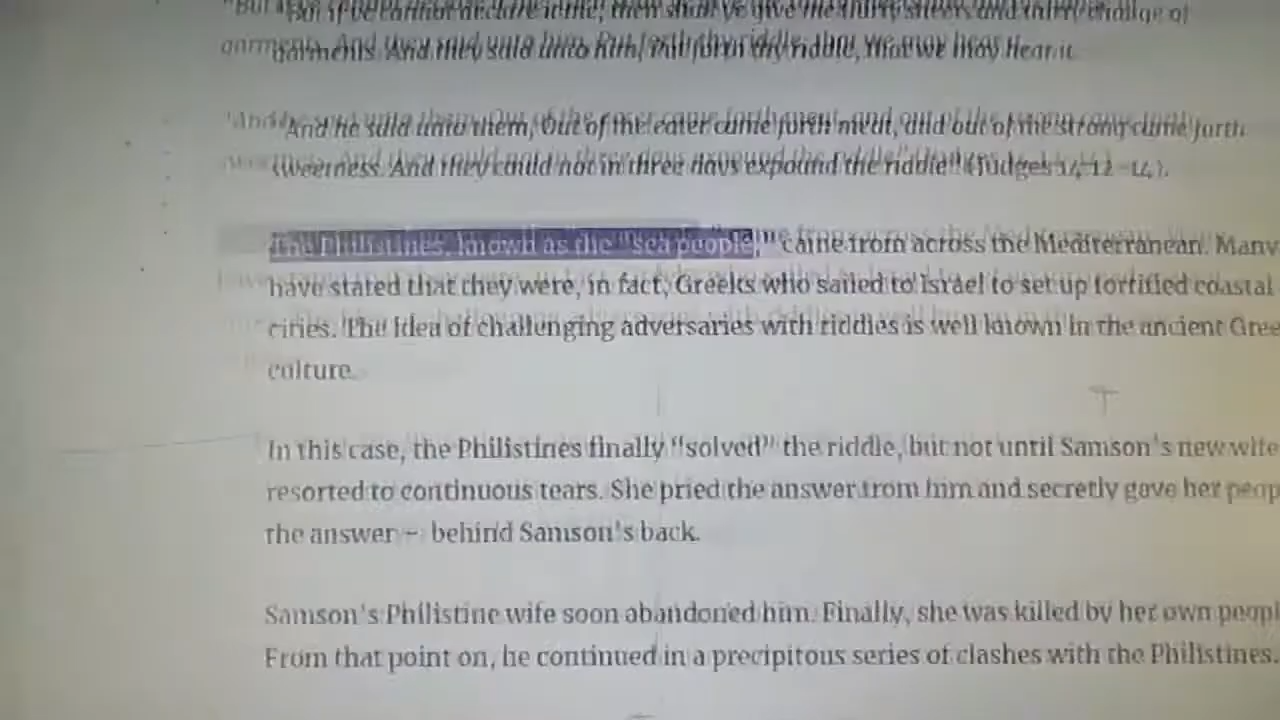 "But if ye cannot declare it me, then shall ye give me thirty sheets and thirty change of
garments. And they said unto him, Put forth thy riddle, that we may hear it.
"And he said unto them, Out of the eater came forth meat, and out of the strong came forth
sweetness. And they could not in three days expound the riddle" (Judges 14:12-14).
The Philistines, known as the "sea people," came from across the Mediterranean. Many
have stated that they were, in fact, Greeks who sailed to Israel to set up fortified coastal
cities. The idea of challenging adversaries with riddles is well known in the ancient Gree
culture.
In this case, the Philistines finally "solved" the riddle, but not until Samson's new wife
resorted to continuous tears. She pried the answer from him and secretly gave her peop
the answer – behind Samson's back.
Samson's Philistine wife soon abandoned him. Finally, she was killed by her own peopl
From that point on, he continued in a precipitous series of clashes with the Philistines.